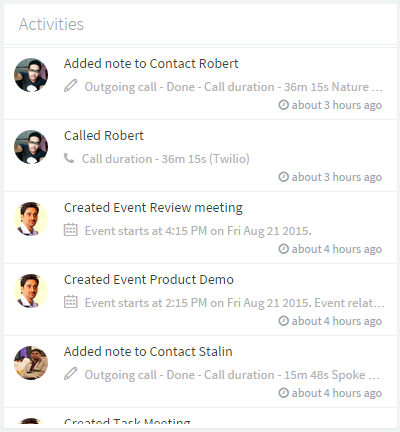 Activities
Added note to Contact Robert
Outgoing call - Done - Call duration - 36m 15s Nature ...
about 3 hours ago
Called Robert
Call duration - 36m 15s (Twilio)
about 3 hours ago
Created Event Review meeting
Event starts at 4:15 PM on Fri Aug 21 2015.
about 4 hours ago
Created Event Product Demo
Event starts at 2:15 PM on Fri Aug 21 2015. Event relat...
about 4 hours ago
Added note to Contact Stalin
Outgoing call - Done - Call duration - 15m 48s Spoke ...
about 4 hours ago
Created Task Meeting